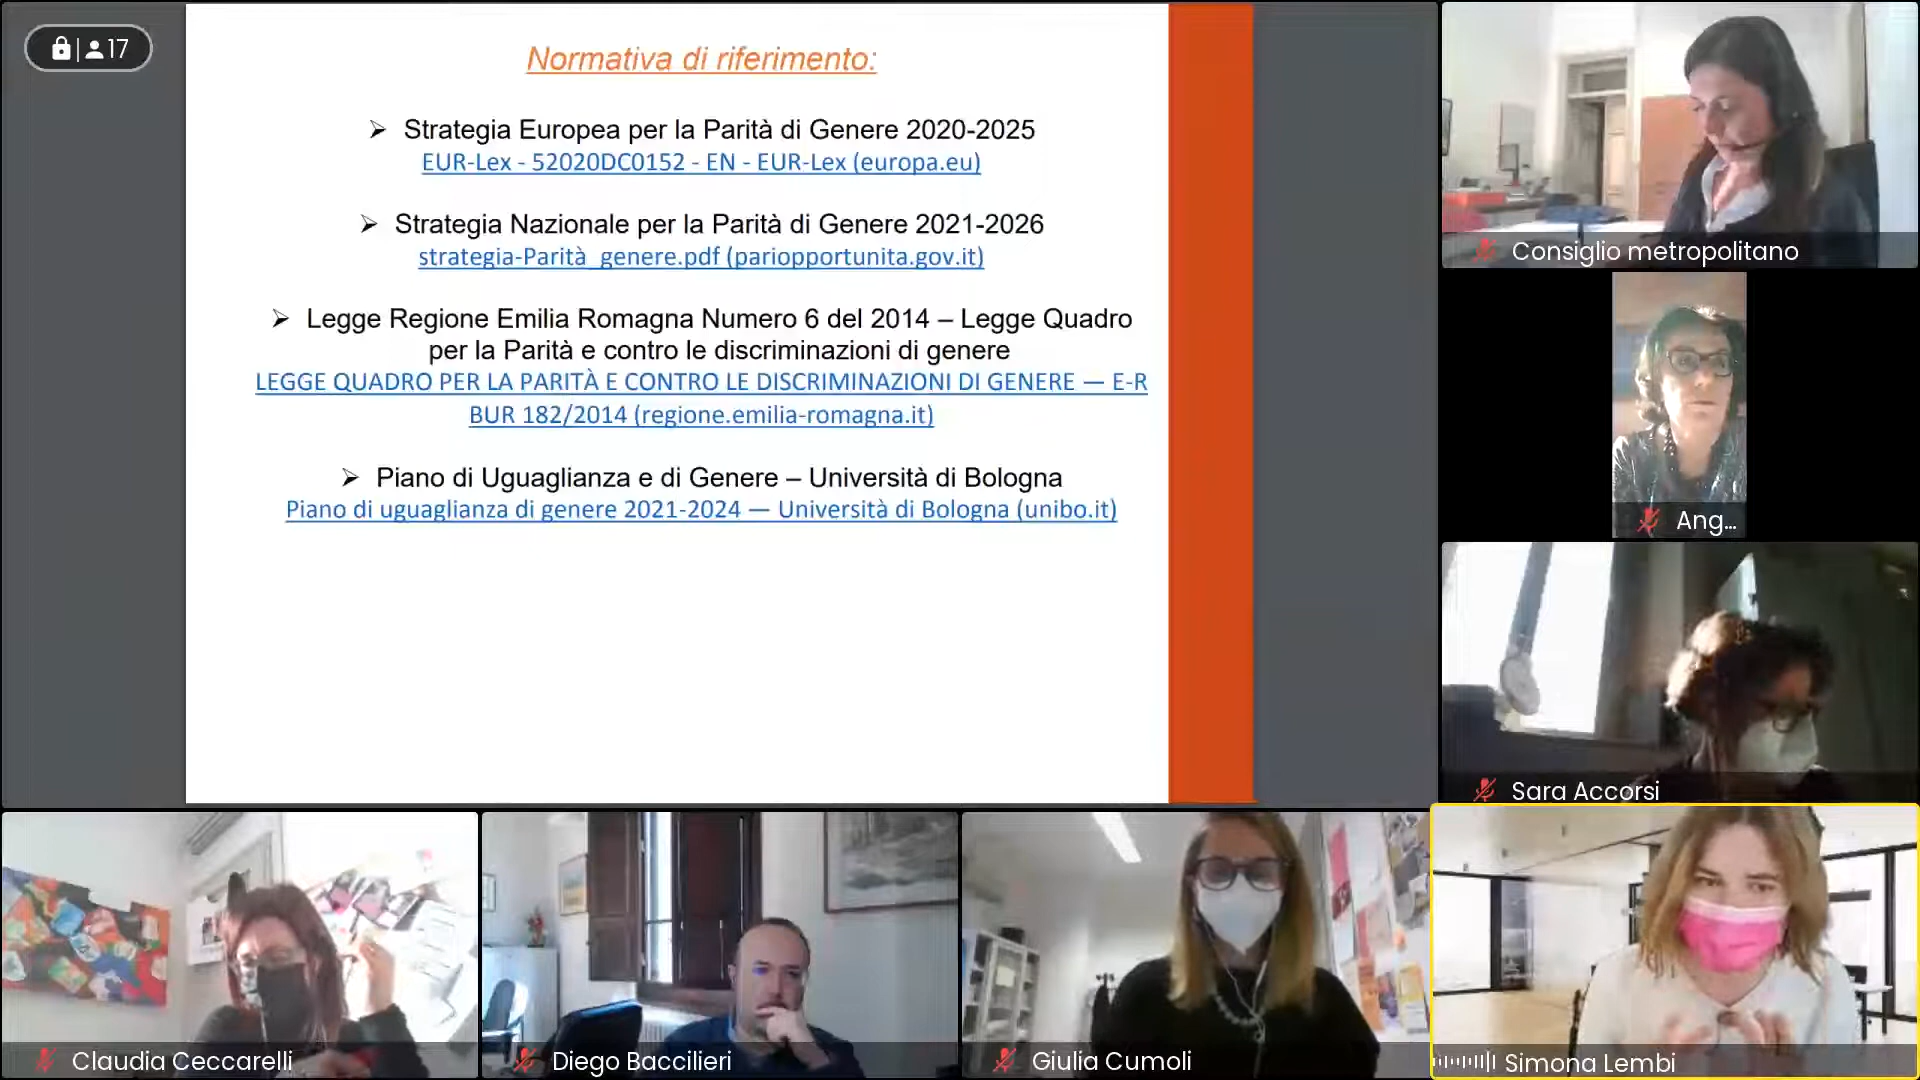 17
Normativa di riferimento:
Strategia Europea per la Parità di Genere 2020-2025
EUR-Lex - 52020DC0152 - EN - EUR-Lex (europa.eu)
Strategia Nazionale per la Parità di Genere 2021-2026
strategia-Parità_genere.pdf (pariopportunita.gov.it)
Legge Regione Emilia Romagna Numero 6 del 2014 – Legge Quadro
per la Parità e contro le discriminazioni di genere
LEGGE QUADRO PER LA PARITÀ E CONTRO LE DISCRIMINAZIONI DI GENERE — E-R
BUR 182/2014 (regione.emilia-romagna.it)
Piano di Uguaglianza e di Genere – Università di Bologna
Piano di uguaglianza di genere 2021-2024 — Università di Bologna (unibo.it)
Consiglio metropolitano
Ang...
Sara Accorsi
Claudia Ceccarelli
Diego Baccilieri
Giulia Cumoli
Simona Lembi